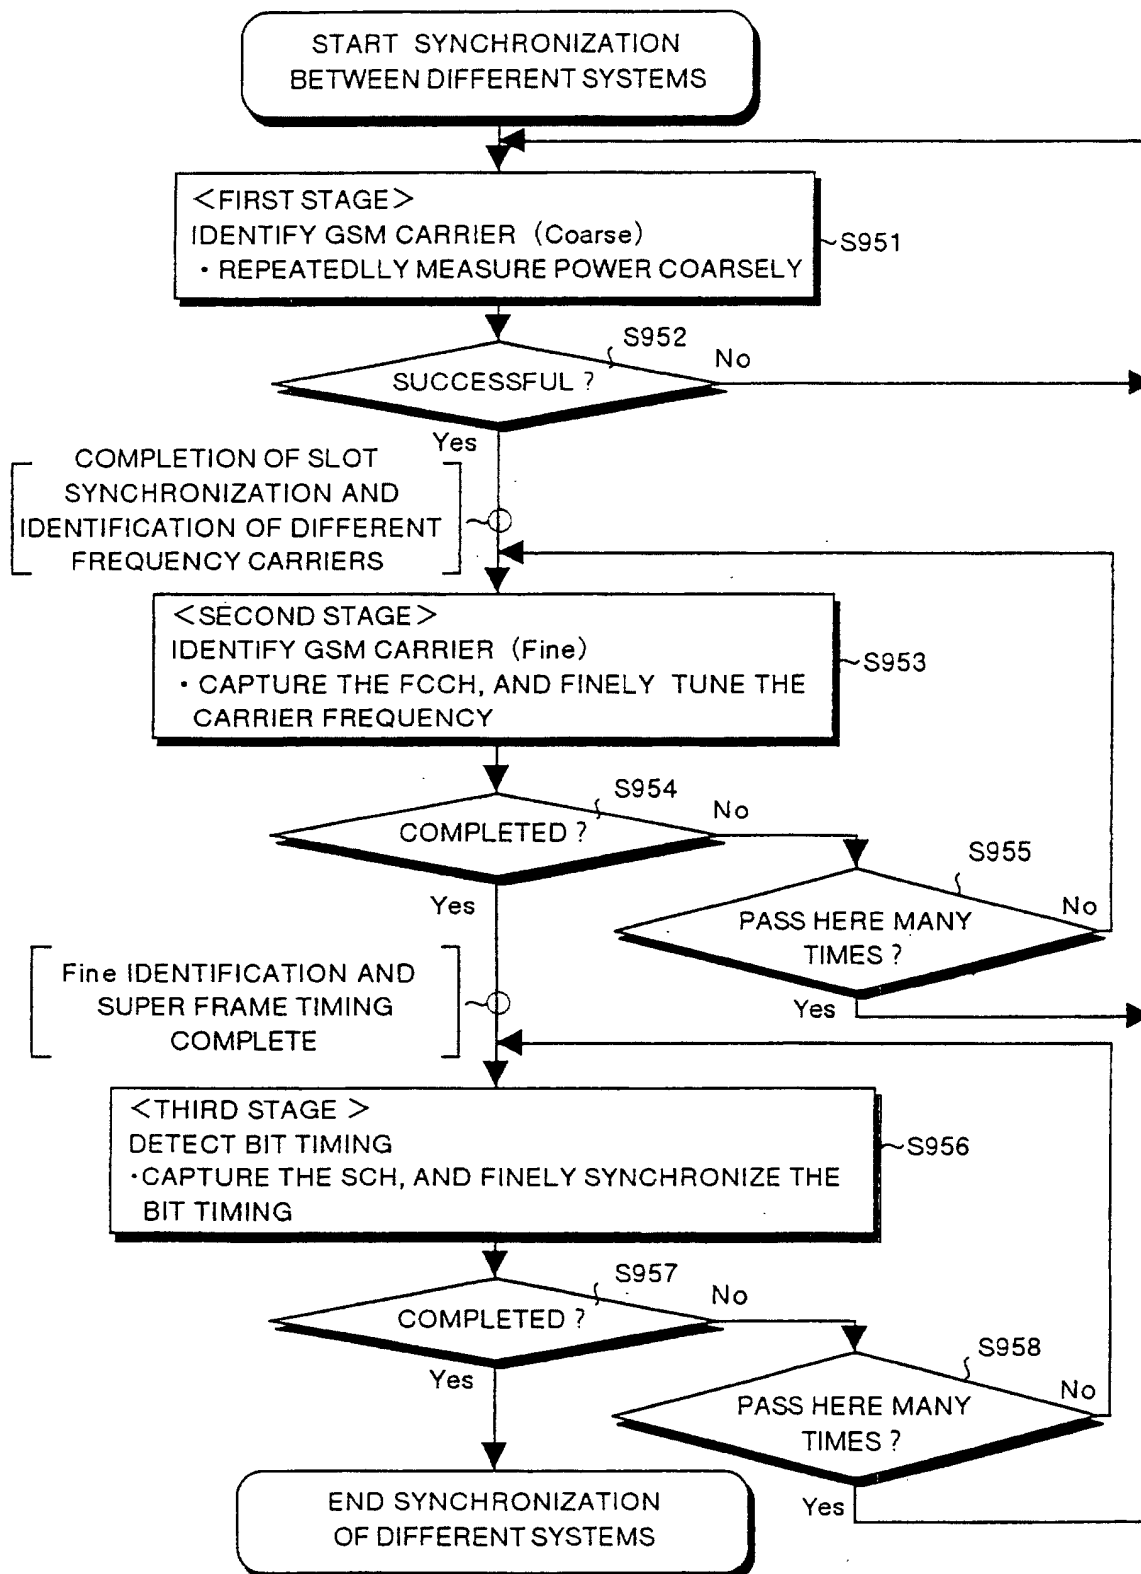 START SYNCHRONIZATION
BETWEEN DIFFERENT SYSTEMS
<FIRST STAGE>
IDENTIFY GSM CARRIER (Coarse)
・REPEATEDLLY MEASURE POWER COARSELY
S951
S952
SUCCESSFUL ?
No
Yes
COMPLETION OF SLOT
SYNCHRONIZATION AND
IDENTIFICATION OF DIFFERENT
FREQUENCY CARRIERS
<SECOND STAGE>
IDENTIFY GSM CARRIER (Fine)
・CAPTURE THE FCCH, AND FINELY TUNE THE
CARRIER FREQUENCY
S953
S954
COMPLETED ?
No
Yes
S955
PASS HERE MANY
TIMES ?
No
Yes
Fine IDENTIFICATION AND
SUPER FRAME TIMING
COMPLETE
<THIRD STAGE >
DETECT BIT TIMING
・CAPTURE THE SCH, AND FINELY SYNCHRONIZE THE
BIT TIMING
S956
S957
COMPLETED ?
No
Yes
S958
PASS HERE MANY
TIMES ?
No
Yes
END SYNCHRONIZATION
OF DIFFERENT SYSTEMS